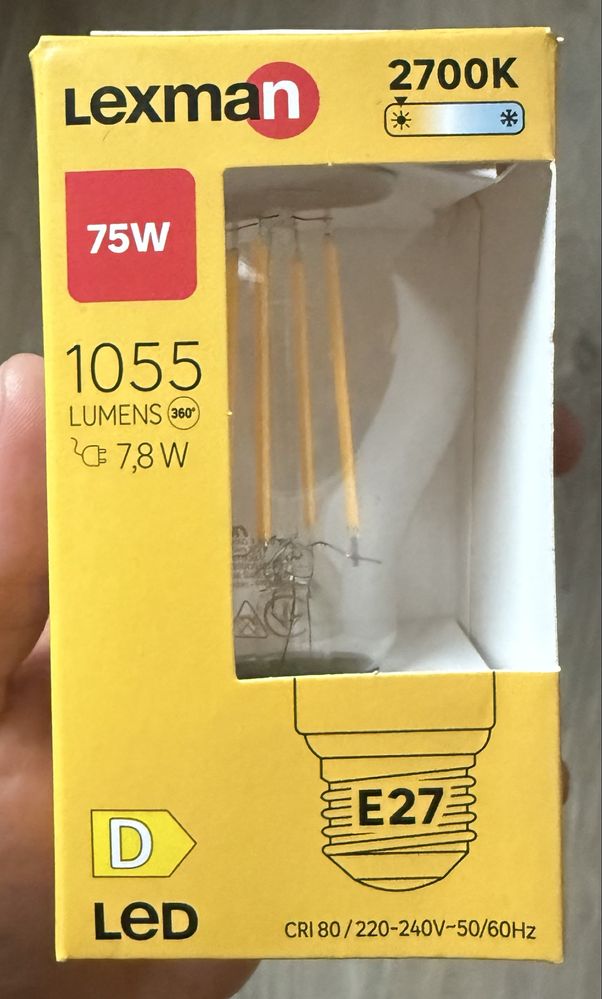 Lexman
2700K
75W
1055
LUMENS 360°
7,8 W
E27
D
LED
CRI 80 / 220-240V~50/60Hz